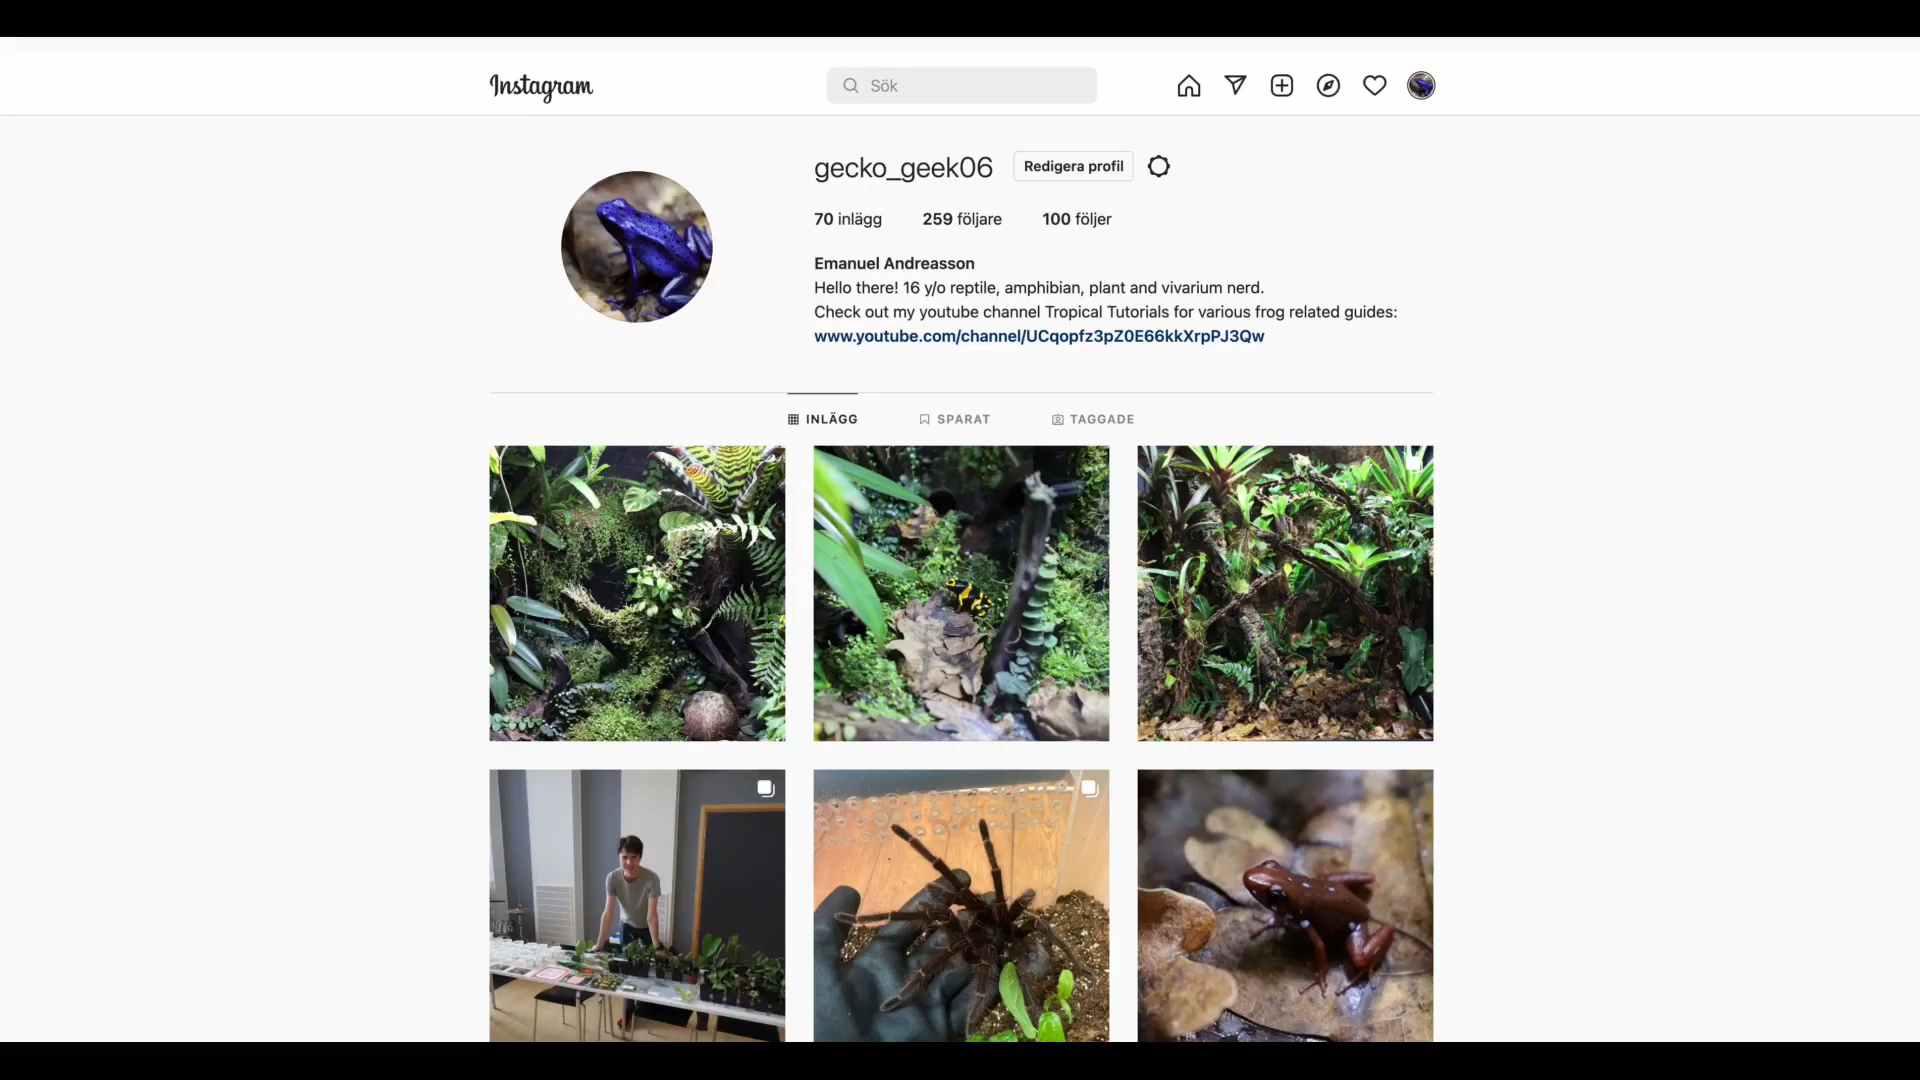 Instagram
Sök
gecko_geek06
Redigera profil
70 inlägg 259 följare 100 följer
Emanuel Andreasson
Hello there! 16 y/o reptile, amphibian, plant and vivarium nerd.
Check out my youtube channel Tropical Tutorials for various frog related guides:
www.youtube.com/channel/UCqopfz3pZ0E66kkXrpPJ3Qw
INLÄGG SPARAT TAGGADE